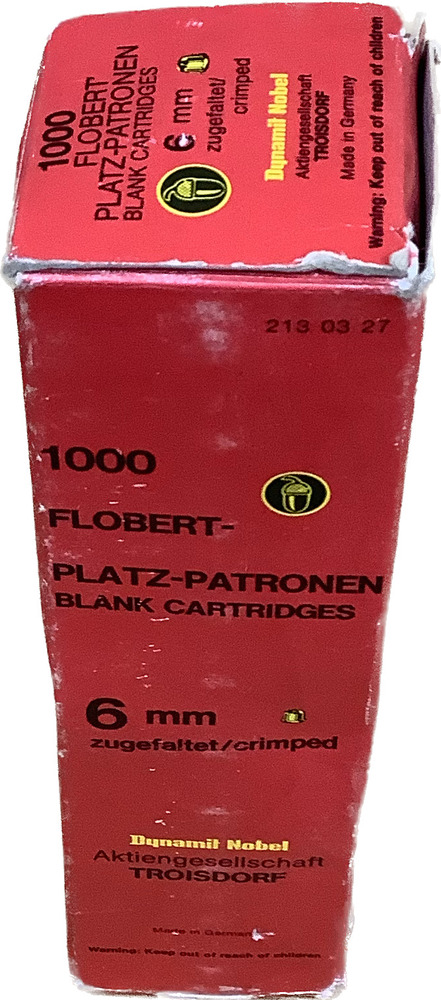 1000
FLOBERT
PLATZ-PATRONEN
BLANK CARTRIDGES
6 mm
zugefaltet/
crimped
Dynamit Nobel
Aktiengesellschaft
TROISDORF
Made in Germany
Warning: Keep out of reach of children
213 03 27
1000
FLOBERT-
PLATZ-PATRONEN
BLANK CARTRIDGES
6 mm
zugefaltet/crimped
Dynamit Nobel
Aktiengesellschaft
TROISDORF
Made in Germany
Warning: Keep out of reach of children